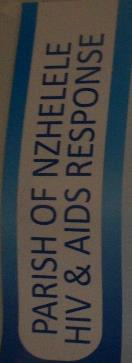 PARISH OF NZHELELE
HIV & AIDS RESPONSE